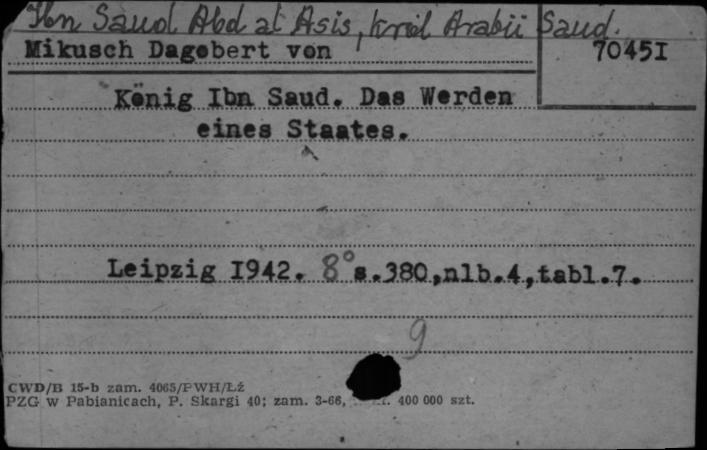 Ibn Saud Abd al Asis, król Arabii Saud.
Mikusch Dagobert von
70451
König Ibn Saud. Das Werden
eines Staates.
Leipzig 1942. 8° s.380,nlb.4,tabl.7.
9
CWD/B 15-b zam. 4065/PWH/Łż
PZG w Pabianicach, P. Skargi 40; zam. 3-66, 400 000 szt.